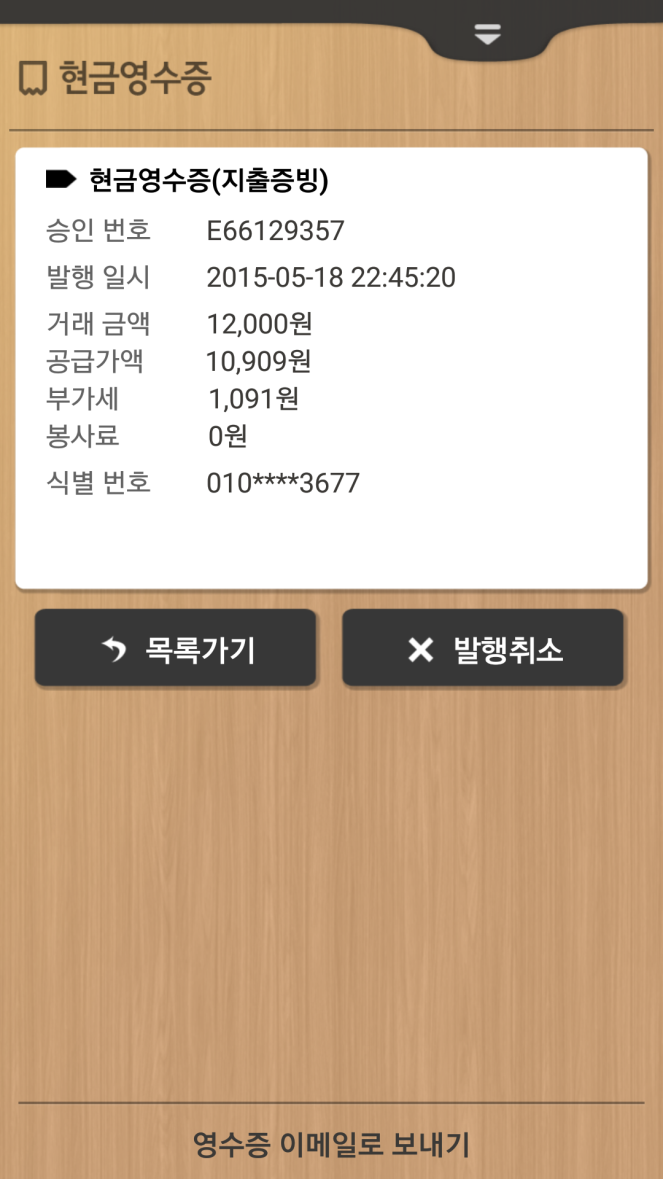 현금영수증
현금영수증(지출증빙)
승인 번호 E66129357
발행 일시 2015-05-18 22:45:20
거래 금액 12,000원
공급가액 10,909원
부가세 1,091원
봉사료 0원
식별 번호 010****3677
목록가기 발행취소
영수증 이메일로 보내기